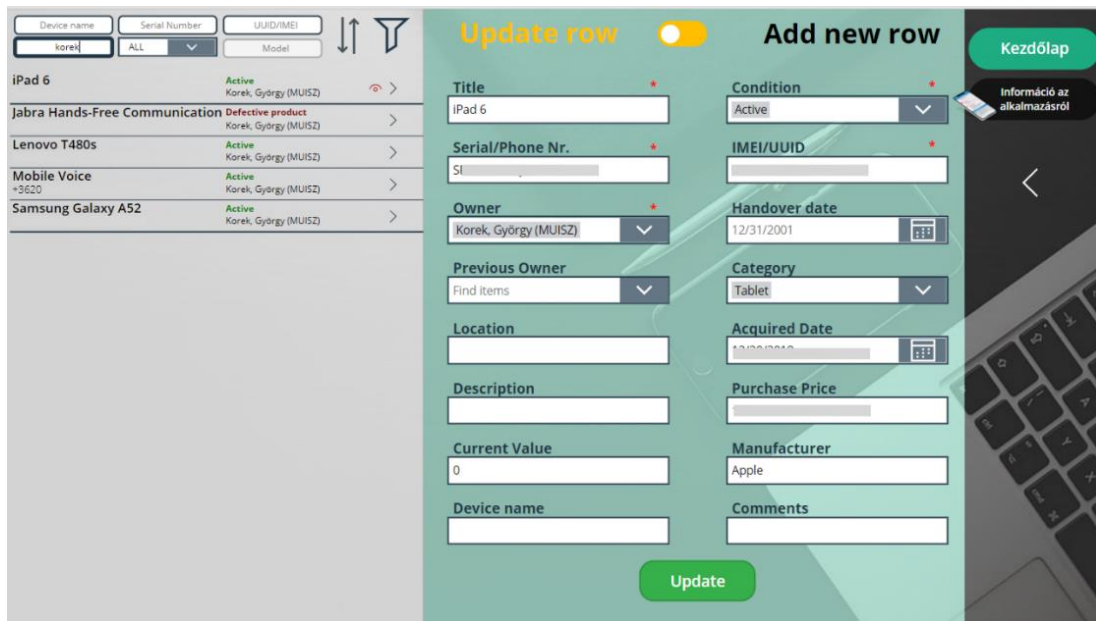 Device name
Serial Number
UUID/IMEI
korek
ALL
Model
iPad 6
Active
Korek, György (MUISZ)
Jabra Hands-Free Communication
Defective product
Korek, György (MUISZ)
Lenovo T480s
Active
Korek, György (MUISZ)
Mobile Voice
+3620
Active
Korek, György (MUISZ)
Samsung Galaxy A52
Active
Korek, György (MUISZ)
Update row
Add new row
Title *
iPad 6
Condition *
Active
Serial/Phone Nr. *
IMEI/UUID *
Owner *
Korek, György (MUISZ)
Handover date
12/31/2001
Previous Owner
Find items
Category
Tablet
Location
Acquired Date
Description
Purchase Price
Current Value
0
Manufacturer
Apple
Device name
Comments
Update
Kezdőlap
Információ az
alkalmazásról